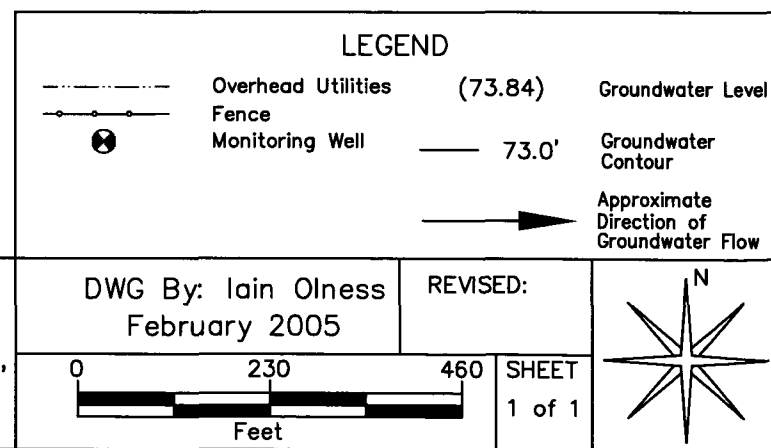 LEGEND
Overhead Utilities
Fence
Monitoring Well
(73.84) Groundwater Level
73.0' Groundwater
Contour
Approximate
Direction of
Groundwater Flow
DWG By: Iain Olness
February 2005
REVISED:
N
0 230 460
Feet
SHEET
1 of 1